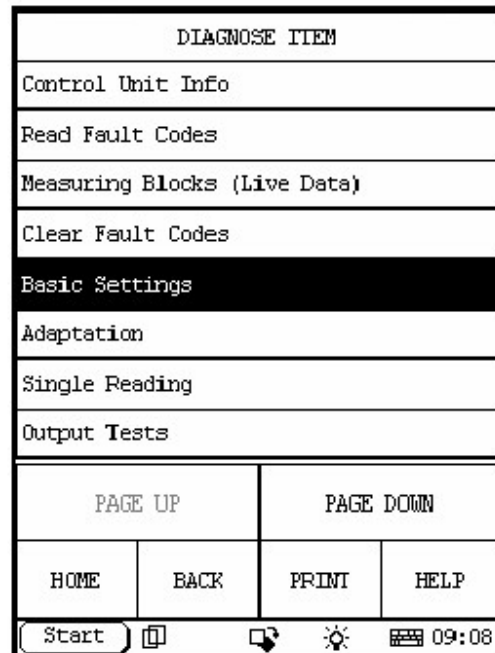 DIAGNOSE ITEM
Control Unit Info
Read Fault Codes
Measuring Blocks (Live Data)
Clear Fault Codes
Basic Settings
Adaptation
Single Reading
Output Tests
PAGE UP PAGE DOWN
HOME BACK PRINT HELP
Start 09:08